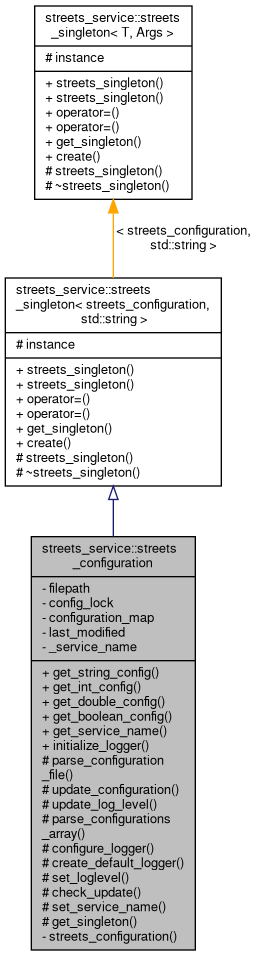 streets_service::streets
_singleton< T, Args >
# instance
+ streets_singleton()
+ streets_singleton()
+ operator=()
+ operator=()
+ get_singleton()
+ create()
# streets_singleton()
# ~streets_singleton()
< streets_configuration,
std::string >
streets_service::streets
_singleton< streets_configuration,
std::string >
# instance
+ streets_singleton()
+ streets_singleton()
+ operator=()
+ operator=()
+ get_singleton()
+ create()
# streets_singleton()
# ~streets_singleton()
streets_service::streets
_configuration
- filepath
- config_lock
- configuration_map
- last_modified
- _service_name
+ get_string_config()
+ get_int_config()
+ get_double_config()
+ get_boolean_config()
+ get_service_name()
+ initialize_logger()
# parse_configuration
_file()
# update_configuration()
# update_log_level()
# parse_configurations
_array()
# configure_logger()
# create_default_logger()
# set_loglevel()
# check_update()
# set_service_name()
# get_singleton()
- streets_configuration()